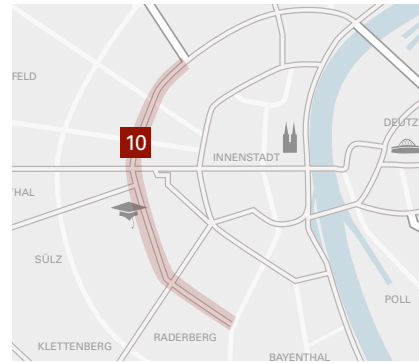 FELD
10
DEUTZ
INNENSTADT
THAL
SÜLZ
POLL
RADERBERG
KLETTENBERG
BAYENTHAL